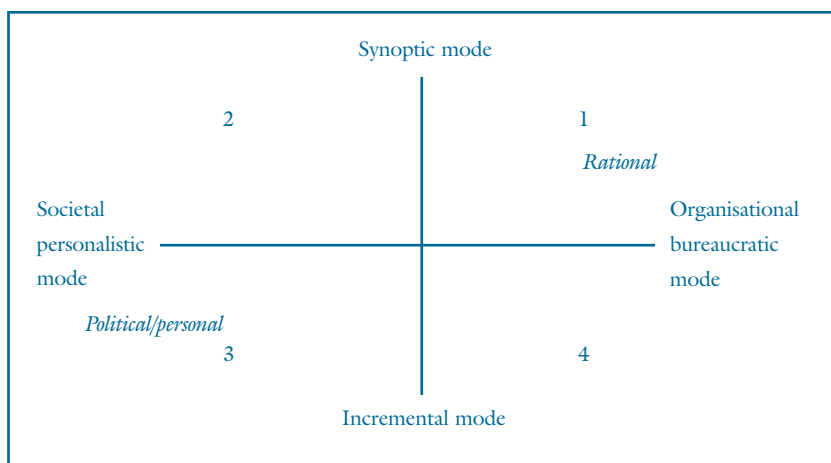 Synoptic mode
2
1
Rational
Societal
personalistic
mode
Organisational
bureaucratic
mode
Political/personal
3
4
Incremental mode